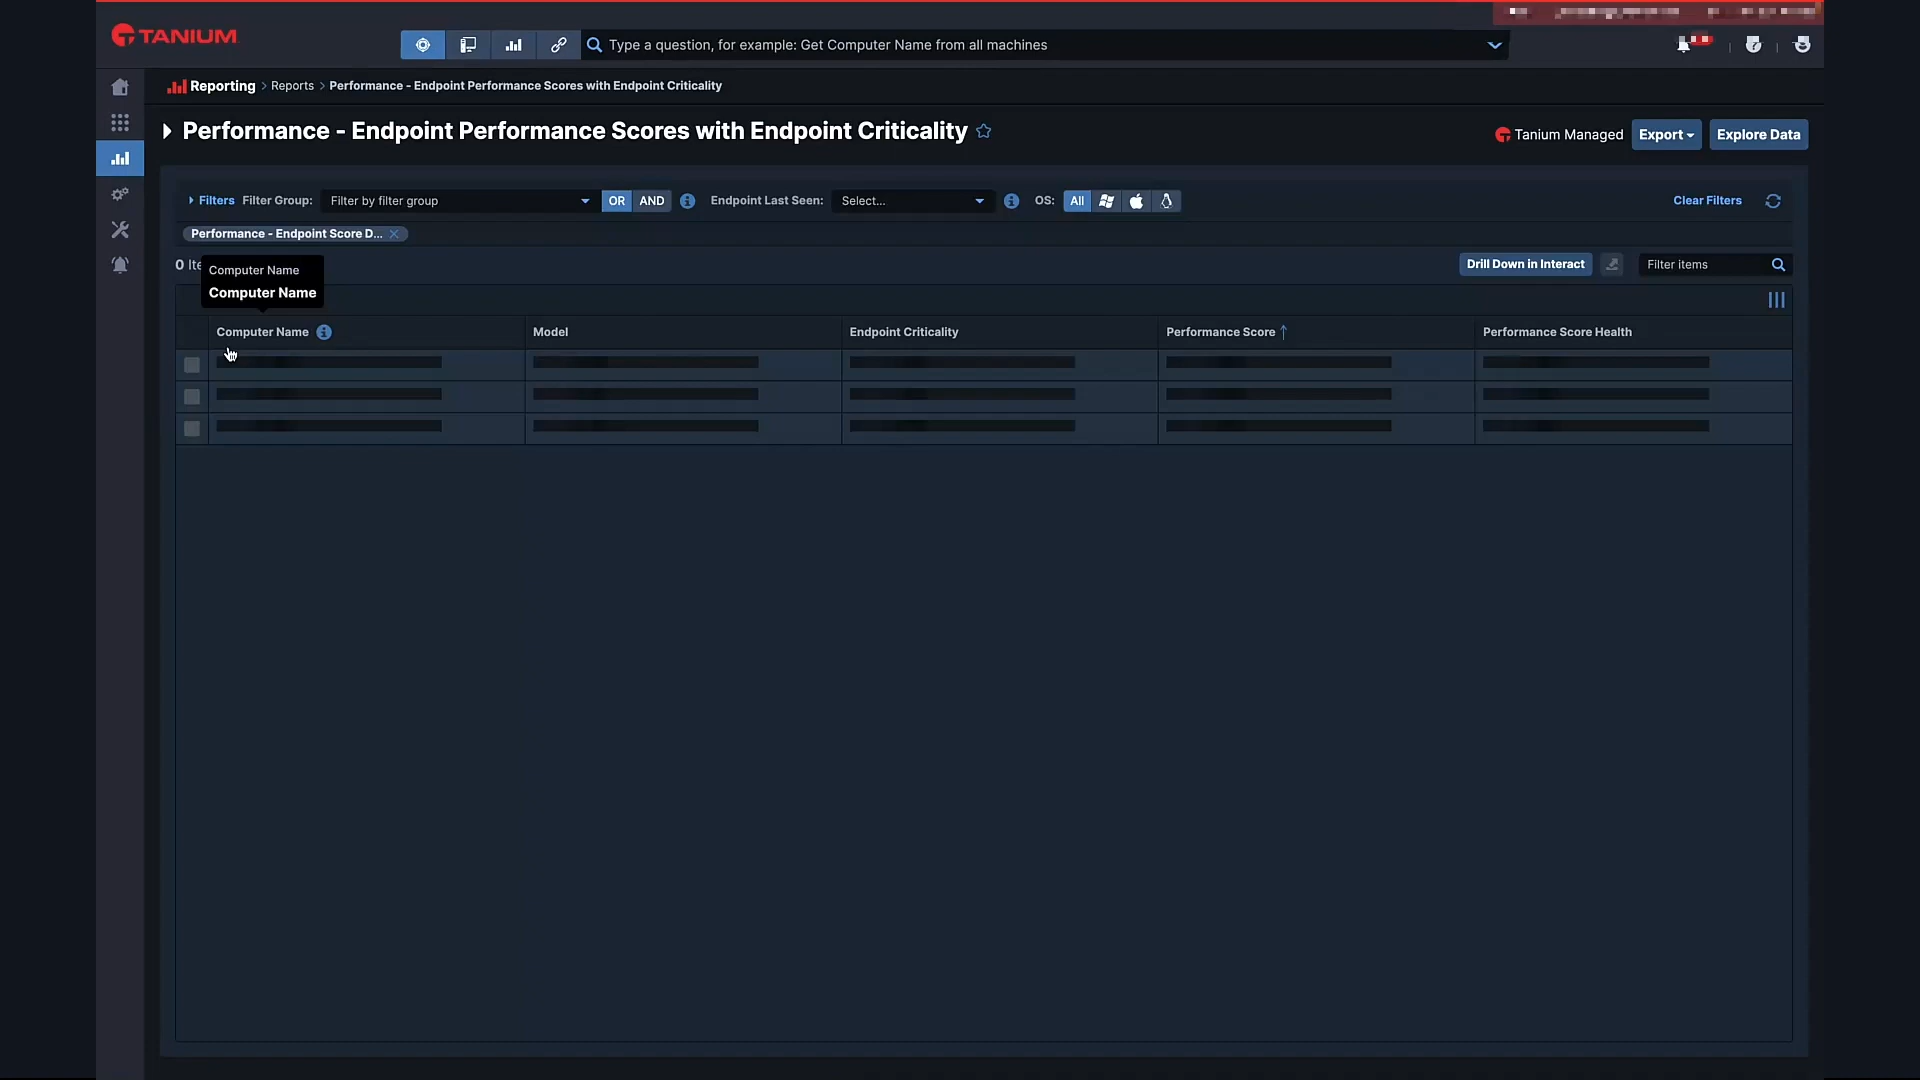 TANIUM
Type a question, for example: Get Computer Name from all machines
Reporting > Reports > Performance - Endpoint Performance Scores with Endpoint Criticality
Performance - Endpoint Performance Scores with Endpoint Criticality
Tanium Managed
Export
Explore Data
Filters Filter Group: Filter by filter group OR AND Endpoint Last Seen: Select... OS: All
Clear Filters
Performance - Endpoint Score D...
0 Ite
Computer Name
Computer Name
Drill Down in Interact
Filter items
Computer Name Model Endpoint Criticality Performance Score Performance Score Health